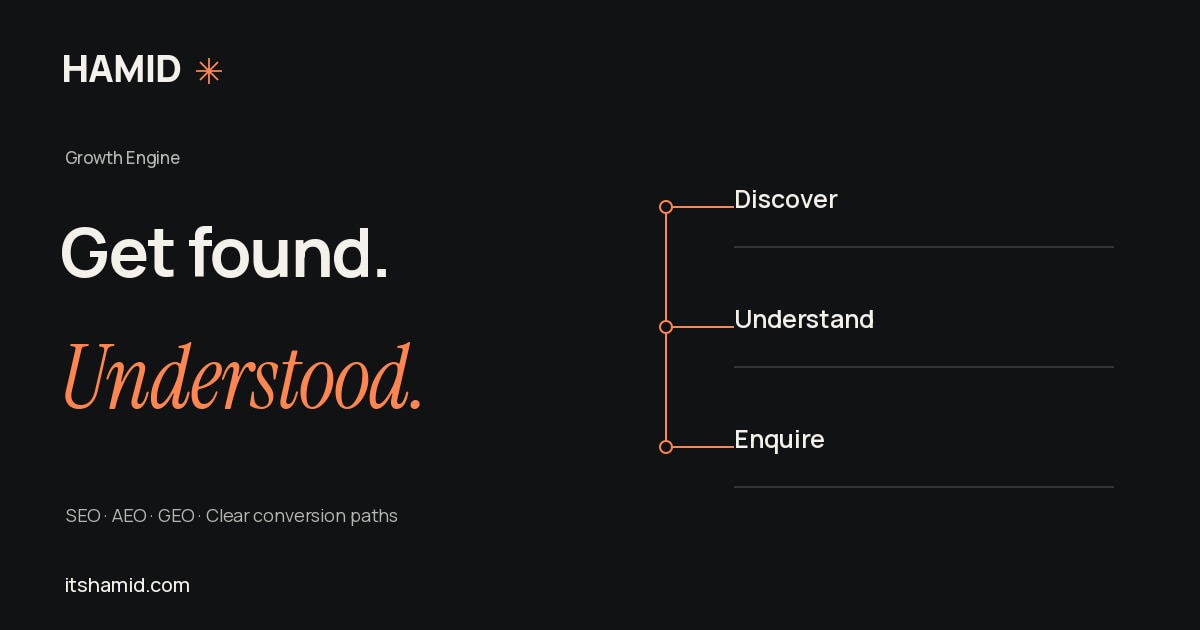 HAMID
Growth Engine
Get found.
Understood.
SEO · AEO · GEO · Clear conversion paths
itshamid.com
Discover
Understand
Enquire